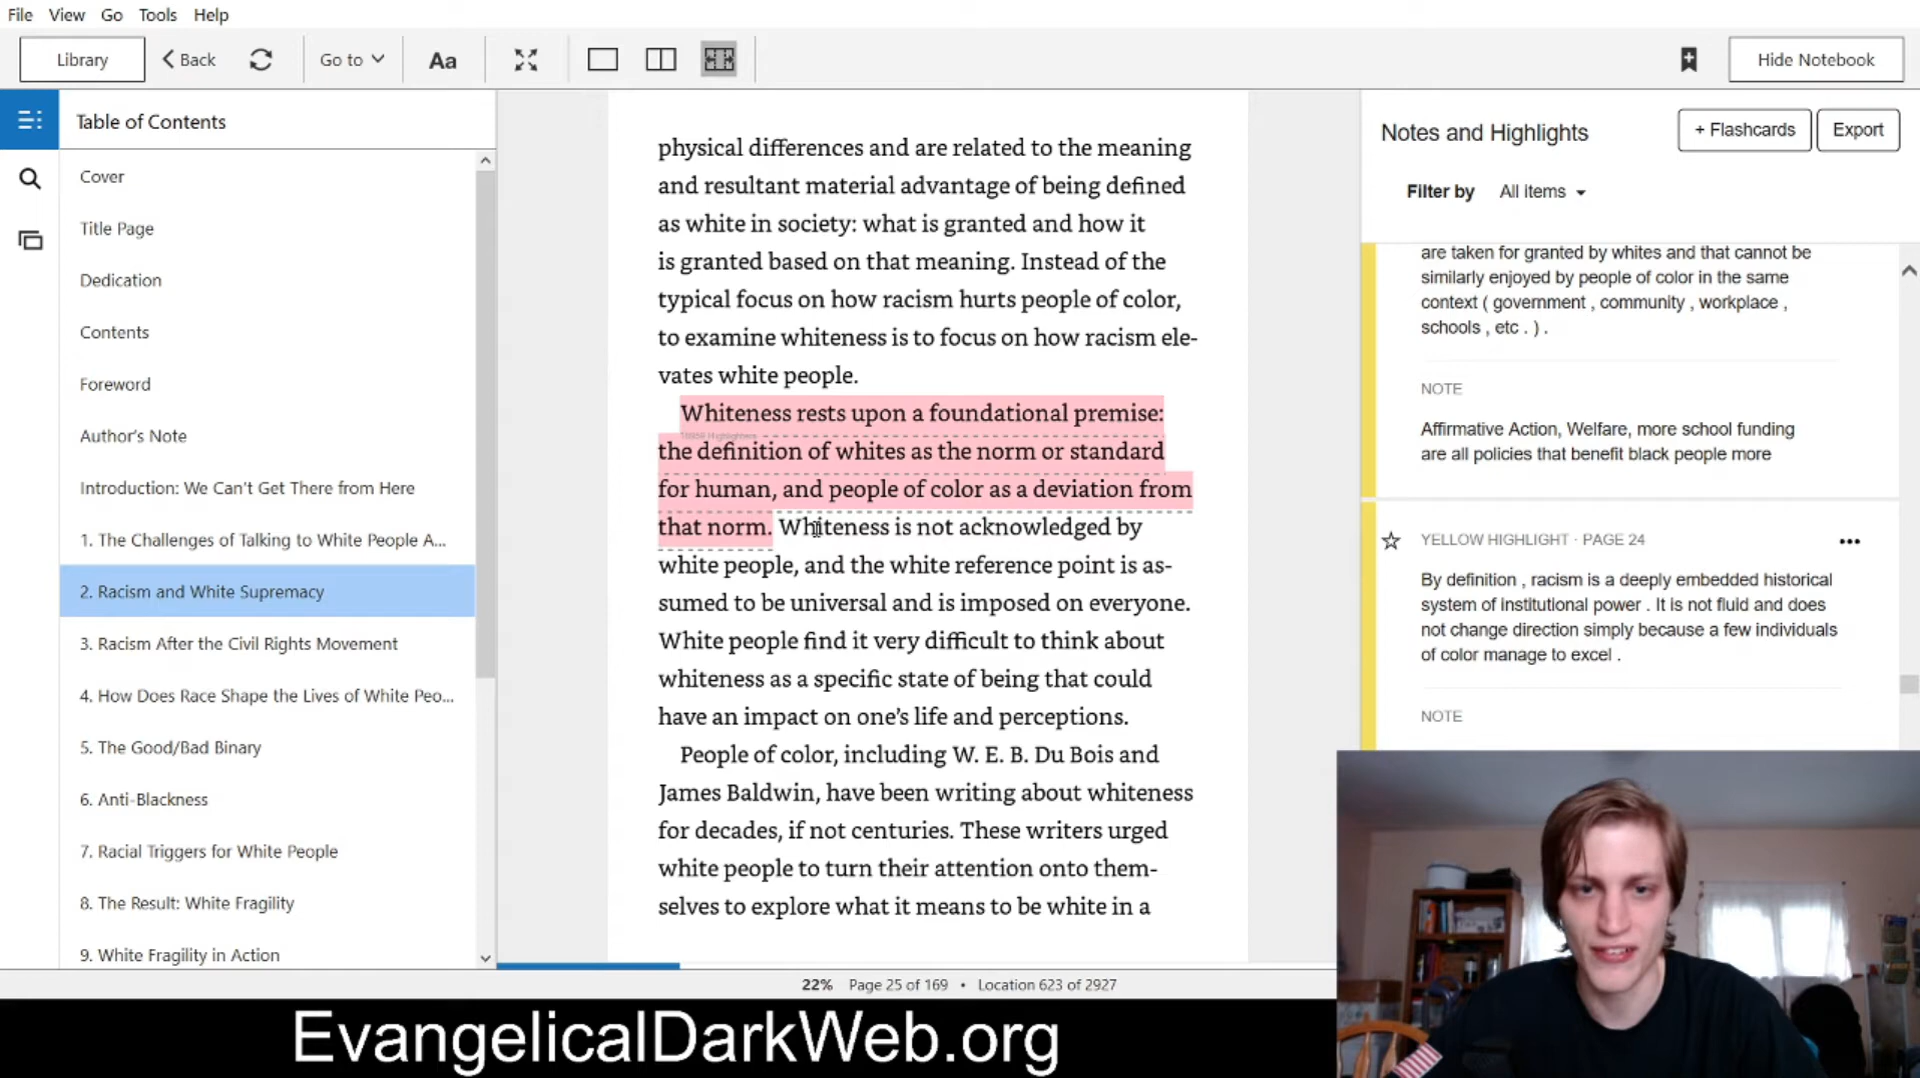 File View Go Tools Help
Library Back Go to Aa Hide Notebook
Table of Contents
Cover
Title Page
Dedication
Contents
Foreword
Author's Note
Introduction: We Can't Get There from Here
1. The Challenges of Talking to White People A...
2. Racism and White Supremacy
3. Racism After the Civil Rights Movement
4. How Does Race Shape the Lives of White Peo...
5. The Good/Bad Binary
6. Anti-Blackness
7. Racial Triggers for White People
8. The Result: White Fragility
9. White Fragility in Action
physical differences and are related to the meaning
and resultant material advantage of being defined
as white in society: what is granted and how it
is granted based on that meaning. Instead of the
typical focus on how racism hurts people of color,
to examine whiteness is to focus on how racism ele-
vates white people.
Whiteness rests upon a foundational premise:
the definition of whites as the norm or standard
for human, and people of color as a deviation from
that norm. Whiteness is not acknowledged by
white people, and the white reference point is as-
sumed to be universal and is imposed on everyone.
White people find it very difficult to think about
whiteness as a specific state of being that could
have an impact on one's life and perceptions.
People of color, including W. E. B. Du Bois and
James Baldwin, have been writing about whiteness
for decades, if not centuries. These writers urged
white people to turn their attention onto them-
selves to explore what it means to be white in a
22% Page 25 of 169 • Location 623 of 2927
Notes and Highlights
+ Flashcards
Export
Filter by All items
are taken for granted by whites and that cannot be
similarly enjoyed by people of color in the same
context ( government , community , workplace ,
schools , etc . ) .
NOTE
Affirmative Action, Welfare, more school funding
are all policies that benefit black people more
YELLOW HIGHLIGHT · PAGE 24
By definition , racism is a deeply embedded historical
system of institutional power . It is not fluid and does
not change direction simply because a few individuals
of color manage to excel .
NOTE
EvangelicalDarkWeb.org